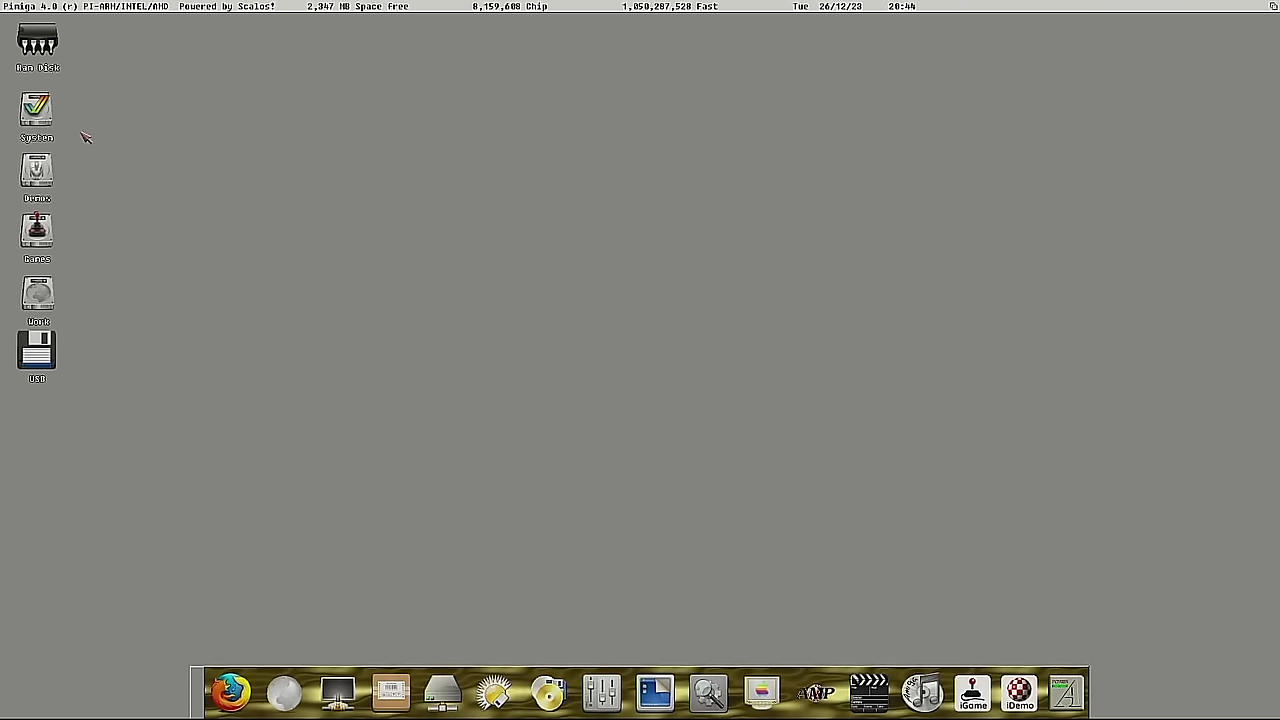 Pimiga 4.0 (r) PI-ARM/INTEL/AMD Powered by Scalos! 2,347 MB Space free 8,159,608 Chip 1,050,287,528 Fast Tue 26/12/23 20:44
Ram Disk
System
Demos
Games
Work
USB
AMP
iGame
iDemo